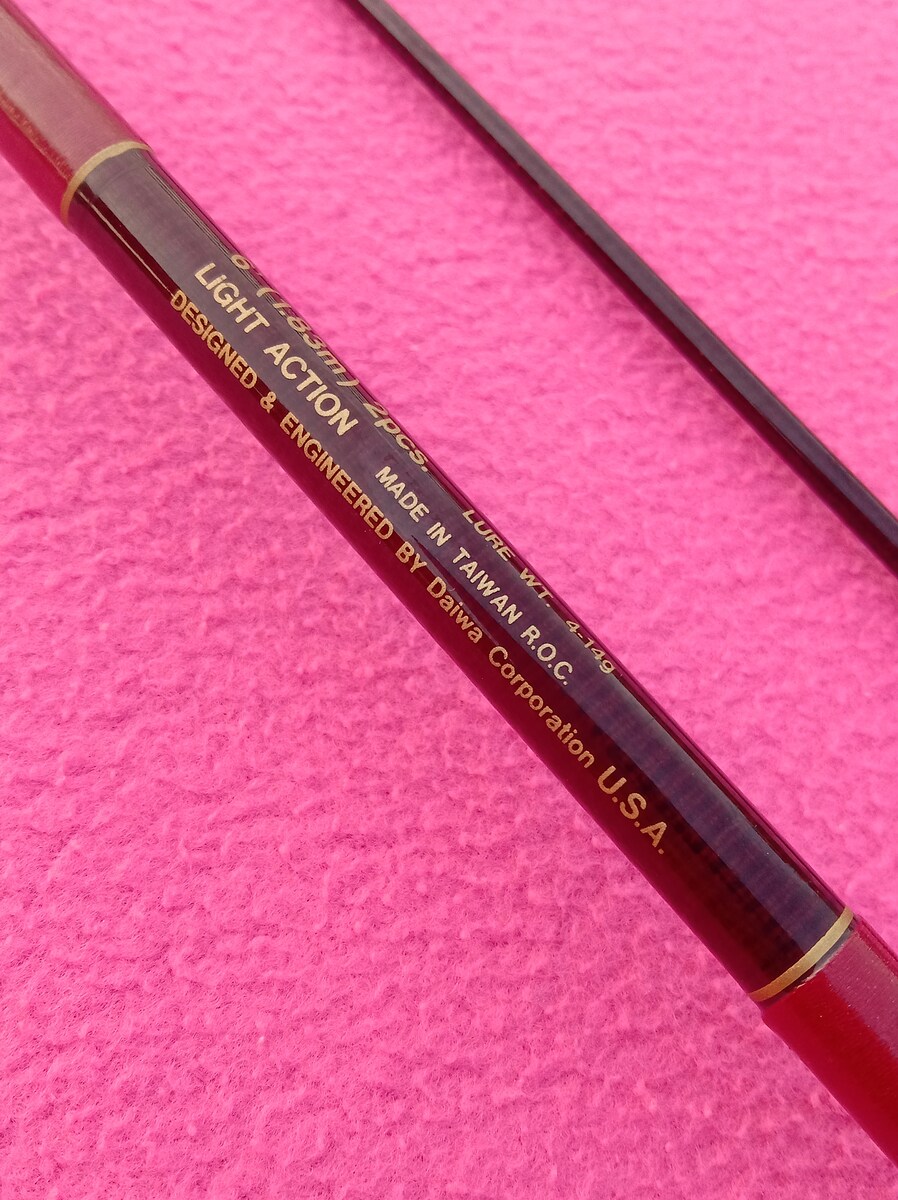 6' (1.83m) 2pcs. LURE WT. 4-14g
LiGHT ACTION MADE IN TAIWAN R.O.C.
DESIGNED & ENGINEERED BY Daiwa Corporation U.S.A.